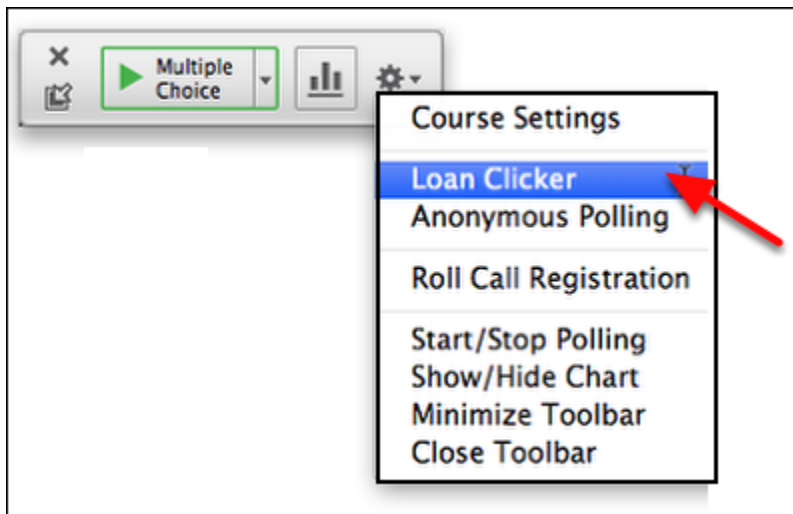 Multiple
Choice
Course Settings
Loan Clicker
Anonymous Polling
Roll Call Registration
Start/Stop Polling
Show/Hide Chart
Minimize Toolbar
Close Toolbar